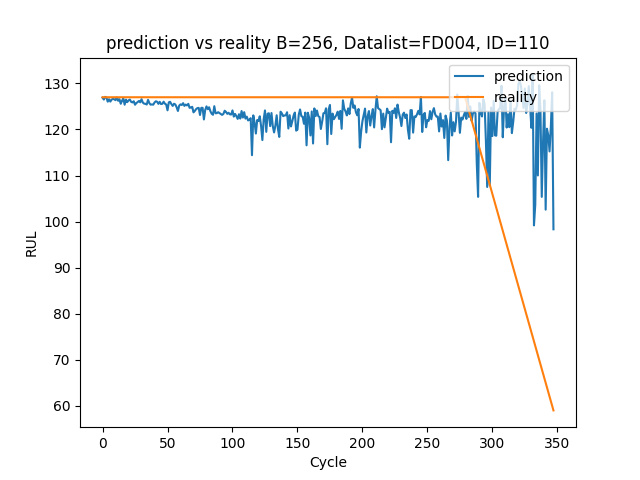 prediction vs reality B=256, Datalist=FD004, ID=110
prediction
reality
130
120
110
100
90
80
70
60
RUL
0 50 100 150 200 250 300 350
Cycle